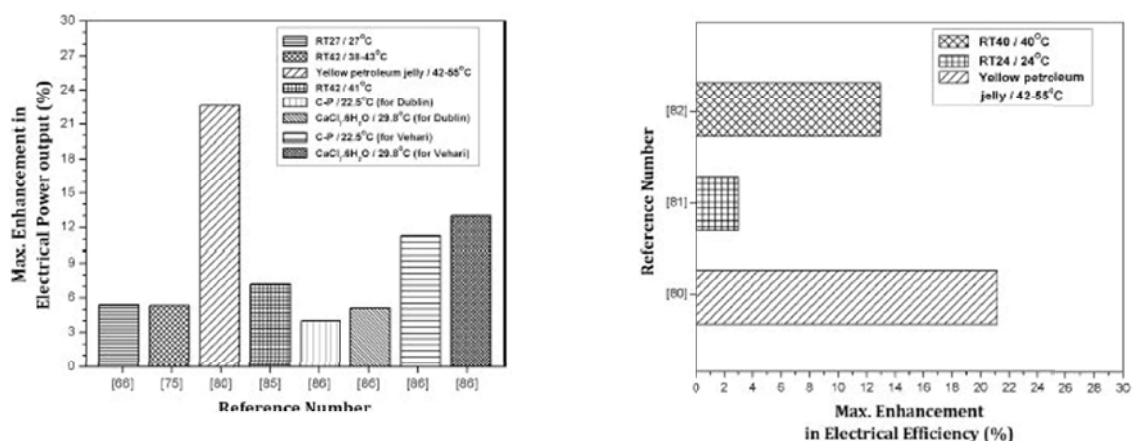 Max. Enhancement in
Electrical Power output (%)
30
27
24
21
18
15
12
9
6
3
0
RT27 / 27°C
RT42 / 38-43°C
Yellow petroleum jelly / 42-55°C
RT42 / 41°C
C-P / 22.5°C (for Dublin)
CaCl₂.6H₂O / 29.8°C (for Dublin)
C-P / 22.5°C (for Vehari)
CaCl₂.6H₂O / 29.8°C (for Vehari)
[75] [80] [85] [86] [86] [86] [86]
Reference Number
Reference Number
[82]
[81]
[80]
RT40 / 40°C
RT24 / 24°C
Yellow petroleum
jelly / 42-55°C
0 2 4 6 8 10 12 14 16 18 20 22 24 26 28 30
Max. Enhancement
in Electrical Efficiency (%)